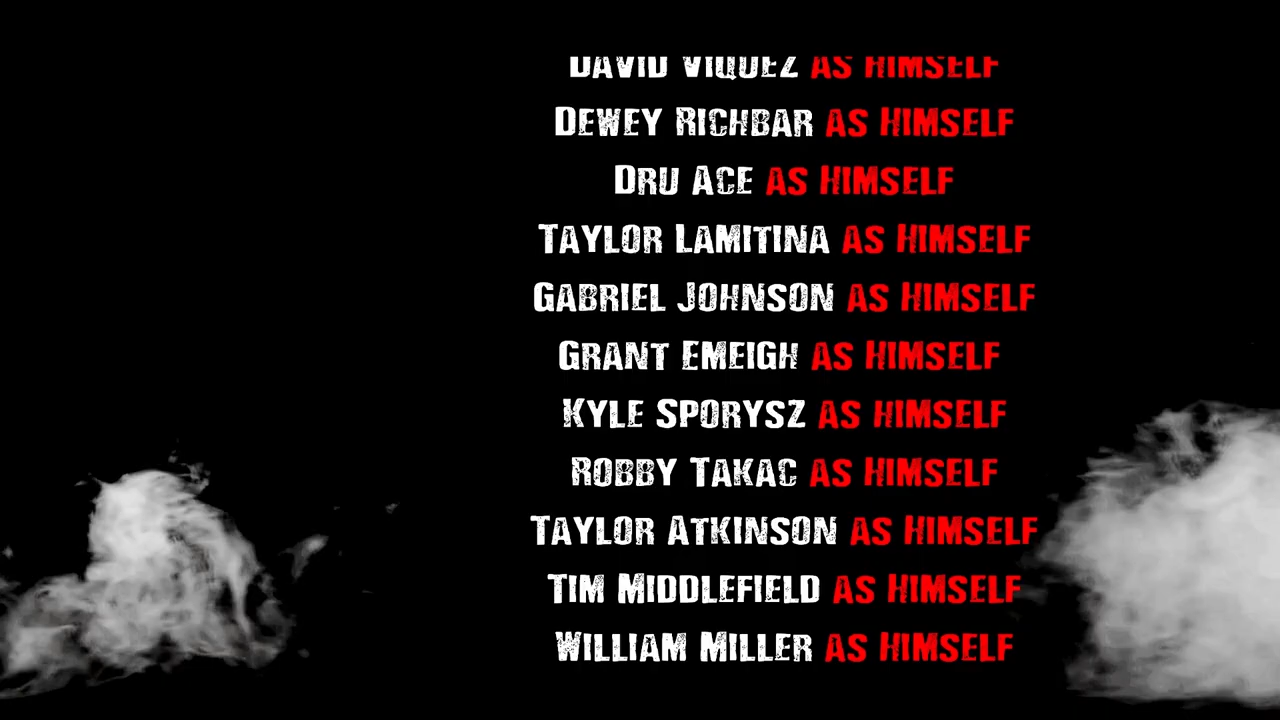 DAVID VIQUEZ AS HIMSELF
DEWEY RICHBAR AS HIMSELF
DRU ACE AS HIMSELF
TAYLOR LAMITINA AS HIMSELF
GABRIEL JOHNSON AS HIMSELF
GRANT EMEIGH AS HIMSELF
KYLE SPORYSZ AS HIMSELF
ROBBY TAKAC AS HIMSELF
TAYLOR ATKINSON AS HIMSELF
TIM MIDDLEFIELD AS HIMSELF
WILLIAM MILLER AS HIMSELF